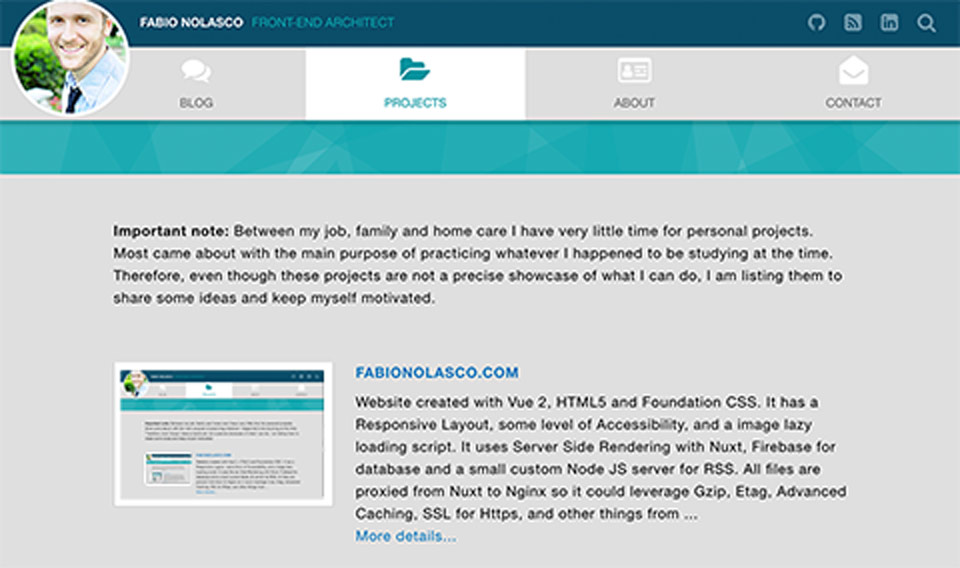 FABIO NOLASCO FRONT-END ARCHITECT
BLOG
PROJECTS
ABOUT
CONTACT
Important note: Between my job, family and home care I have very little time for personal projects.
Most came about with the main purpose of practicing whatever I happened to be studying at the time.
Therefore, even though these projects are not a precise showcase of what I can do, I am listing them to
share some ideas and keep myself motivated.
FABIONOLASCO.COM
Website created with Vue 2, HTML5 and Foundation CSS. It has a
Responsive Layout, some level of Accessibility, and a image lazy
loading script. It uses Server Side Rendering with Nuxt, Firebase for
database and a small custom Node JS server for RSS. All files are
proxied from Nuxt to Nginx so it could leverage Gzip, Etag, Advanced
Caching, SSL for Https, and other things from ...
More details...